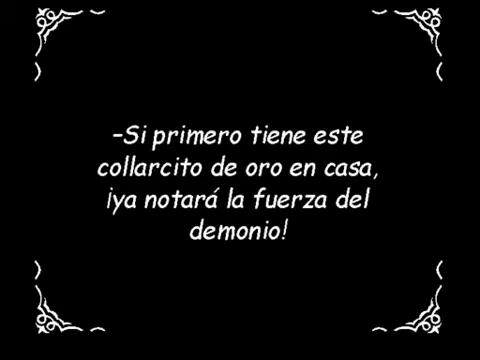 –Si primero tiene este
collarcito de oro en casa,
¡ya notará la fuerza del
demonio!